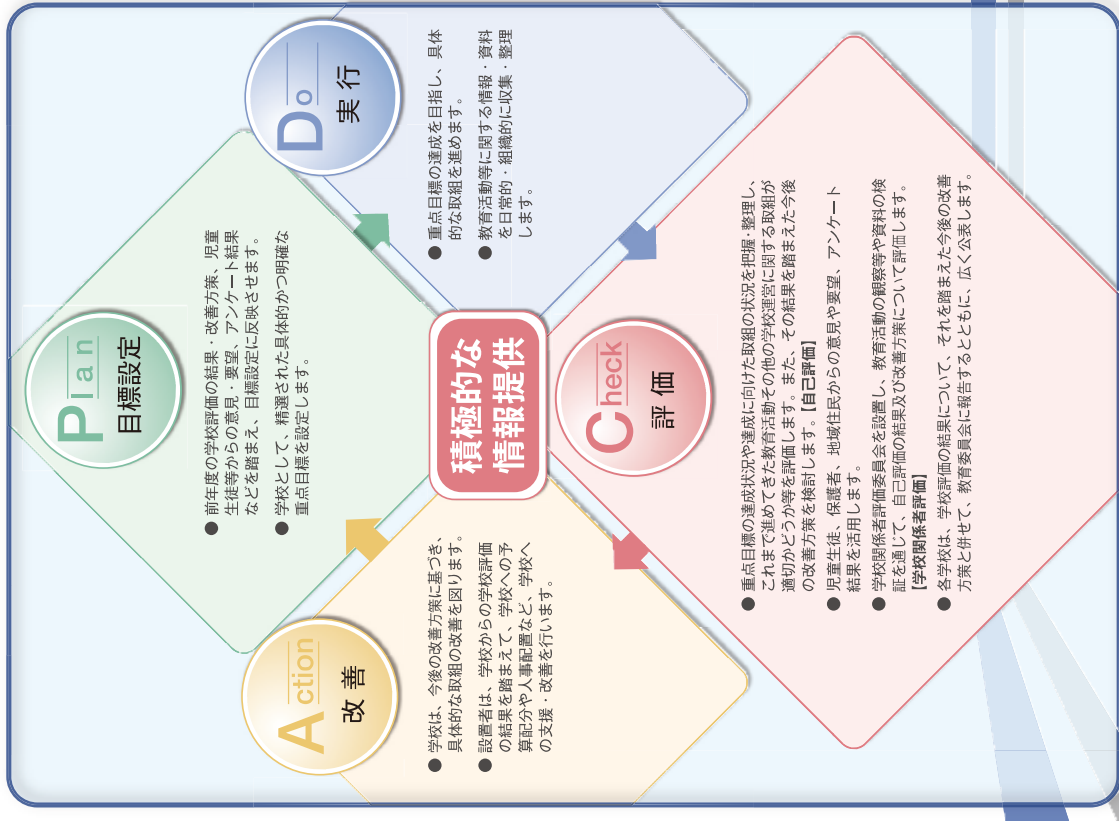 Plan
目標設定
● 前年度の学校評価の結果・改善方策、児童
生徒等からの意見・要望、アンケート結果
などを踏まえ、目標設定に反映させます。
● 学校として、精選された具体的かつ明確な
重点目標を設定します。
Do
実行
● 重点目標の達成を目指し、具体
的な取組を進めます。
● 教育活動等に関する情報・資料
を日常的・組織的に収集・整理
します。
積極的な
情報提供
Check
評価
● 重点目標の達成状況や達成に向けた取組の状況を把握・整理し、
これまで進めてきた教育活動その他の学校運営に関する取組が
適切かどうか等を評価します。また、その結果を踏まえた今後
の改善方策を検討します。【自己評価】
● 児童生徒、保護者、地域住民からの意見や要望、アンケート
結果を活用します。
● 学校関係者評価委員会を設置し、教育活動の観察等や資料の検
証を通じて、自己評価の結果及び改善方策について評価します。
【学校関係者評価】
● 各学校は、学校評価の結果について、それを踏まえた今後の改善
方策と併せて、教育委員会に報告するとともに、広く公表します。
Action
改善
● 学校は、今後の改善方策に基づき、
具体的な取組の改善を図ります。
● 設置者は、学校からの学校評価
の結果を踏まえて、学校への予
算配分や人事配置など、学校へ
の支援・改善を行います。